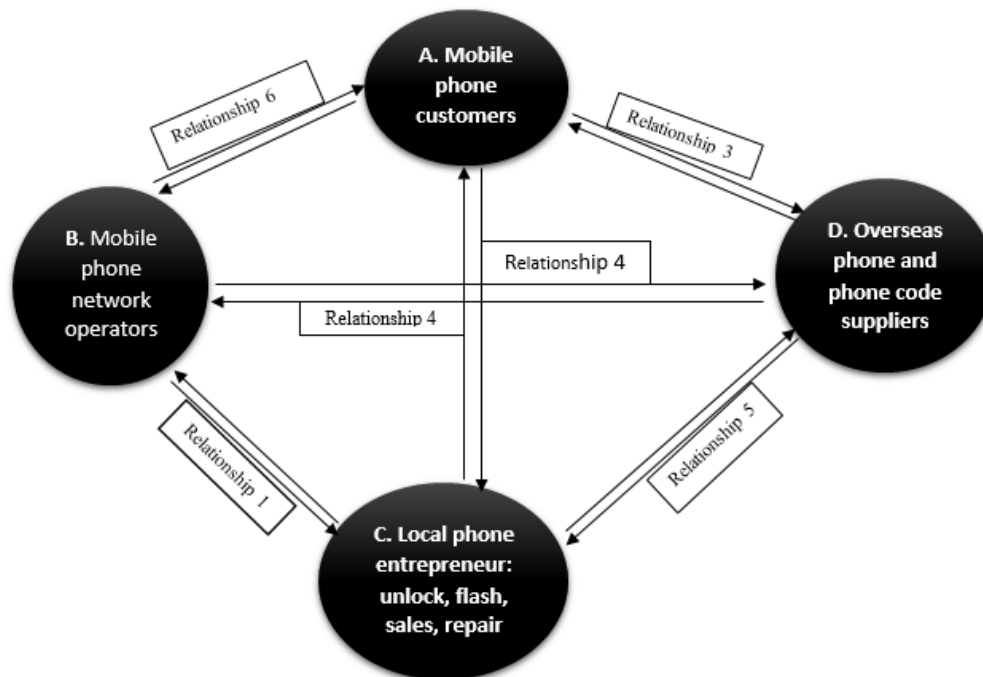 A. Mobile
phone
customers
Relationship 6
Relationship 3
B. Mobile
phone
network
operators
Relationship 4
D. Overseas
phone and
phone code
suppliers
Relationship 4
Relationship 1
Relationship 5
C. Local phone
entrepreneur:
unlock, flash,
sales, repair